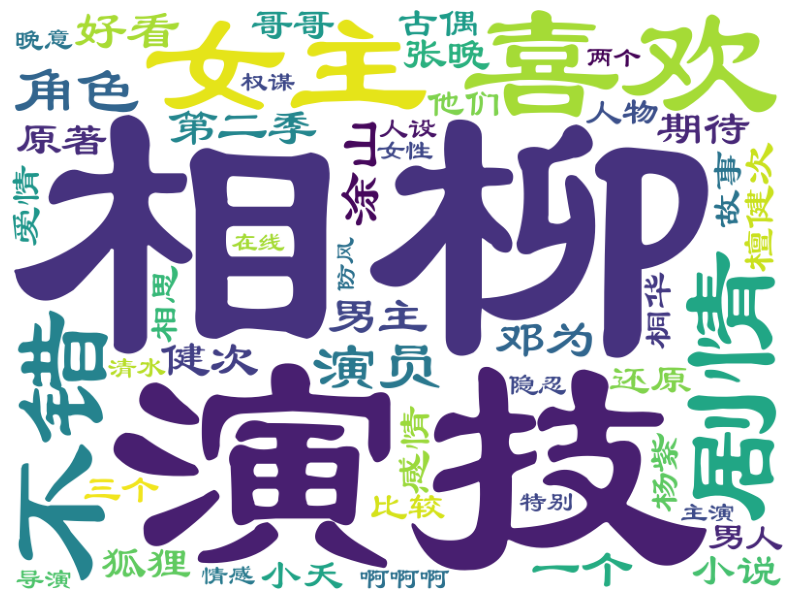 晚意
好看
哥哥
古偶
女主
喜欢
张晚
两个
权谋
角色
他们
人物
原著
第二季
涂山
人设
期待
女性
相柳
爱情
故事
檀健次
在线
防风
相思
男主
桐华
邓为
不错
清水
健次
演员
剧情
隐忍
还原
演技
感情
杨紫
三个
比较
特别
主演
男人
狐狸
一个
小说
导演
情感
小夭
啊啊啊